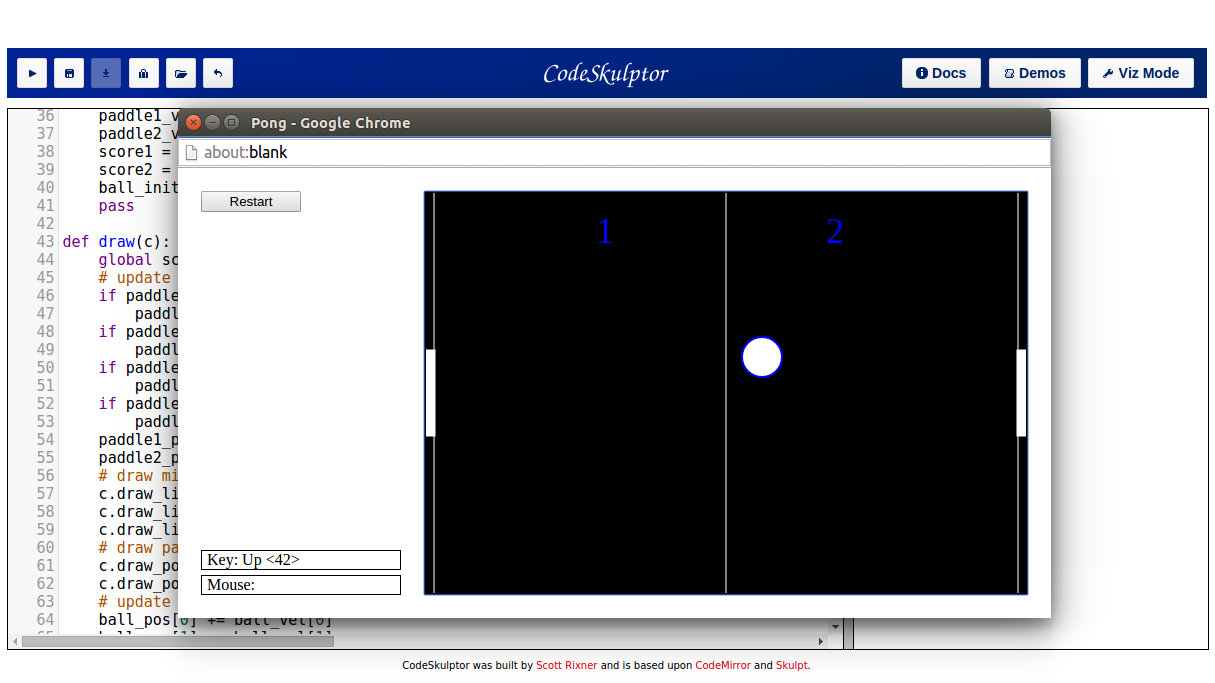 CodeSkulptor
Docs
Demos
Viz Mode
Pong - Google Chrome
about:blank
Restart
1 2
Key: Up <42>
Mouse:
36 paddle1_v
37 paddle2_v
38 score1 =
39 score2 =
40 ball_init
41 pass
42
43 def draw(c):
44 global sc
45 # update
46 if paddle
47 paddl
48 if paddle
49 paddl
50 if paddle
51 paddl
52 if paddle
53 paddl
54 paddle1_p
55 paddle2_p
56 # draw mi
57 c.draw_li
58 c.draw_li
59 c.draw_li
60 # draw pa
61 c.draw_po
62 c.draw_po
63 # update
64 ball_pos[0] += ball_vel[0]
CodeSkulptor was built by Scott Rixner and is based upon CodeMirror and Skulpt.